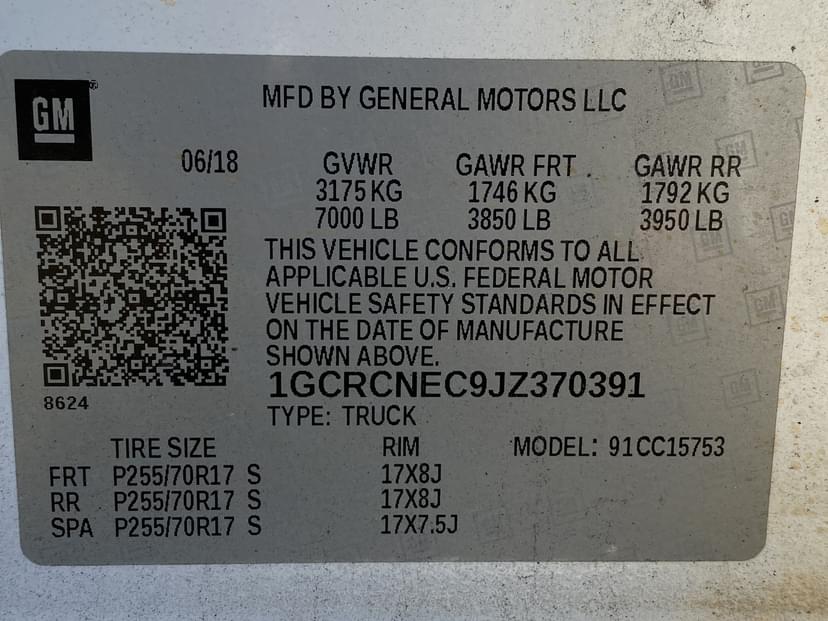 GM
MFD BY GENERAL MOTORS LLC
06/18 GVWR GAWR FRT GAWR RR
3175 KG 1746 KG 1792 KG
7000 LB 3850 LB 3950 LB
THIS VEHICLE CONFORMS TO ALL
APPLICABLE U.S. FEDERAL MOTOR
VEHICLE SAFETY STANDARDS IN EFFECT
ON THE DATE OF MANUFACTURE
SHOWN ABOVE.
1GCRCNEC9JZ370391
8624
TYPE: TRUCK
TIRE SIZE RIM MODEL: 91CC15753
FRT P255/70R17 S 17X8J
RR P255/70R17 S 17X8J
SPA P255/70R17 S 17X7.5J